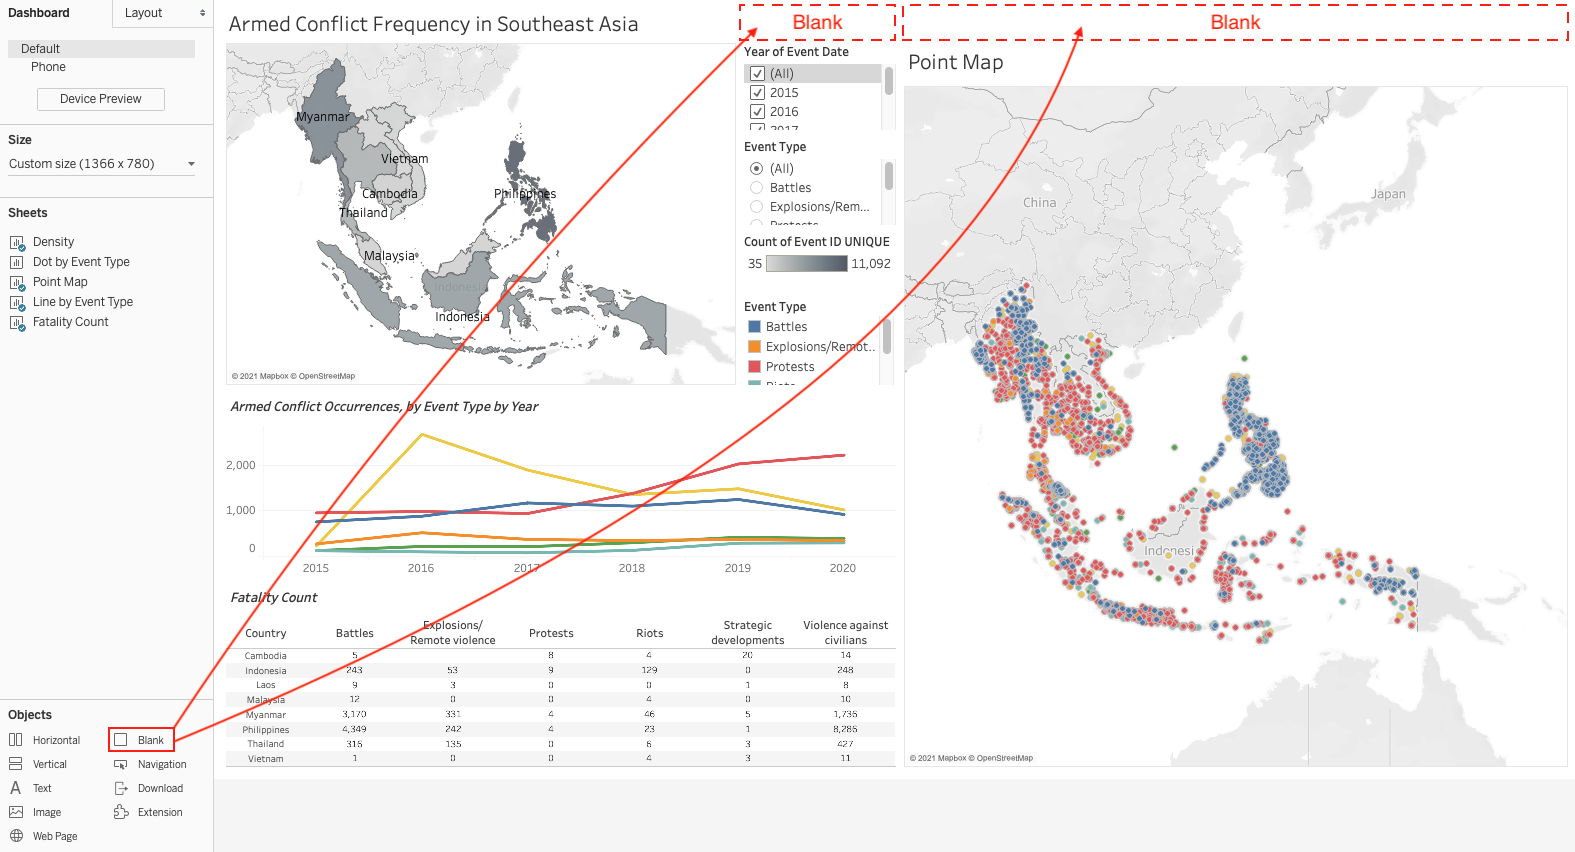 Dashboard
Layout
Default
Phone
Device Preview
Size
Custom size (1366 x 780)
Sheets
Density
Dot by Event Type
Point Map
Line by Event Type
Fatality Count
Objects
Horizontal
Blank
Vertical
Navigation
Text
Download
Image
Extension
Web Page
Armed Conflict Frequency in Southeast Asia
Blank
Blank
Myanmar
Vietnam
Cambodia
Thailand
Philippines
Malaysia
Indonesia
Indonesia
© 2021 Mapbox © OpenStreetMap
Year of Event Date
(All)
2015
2016
2017
Event Type
(All)
Battles
Explosions/Rem...
Protests
Count of Event ID UNIQUE
35 11,092
Event Type
Battles
Explosions/Remot..
Protests
Riots
Armed Conflict Occurrences, by Event Type by Year
2,000
1,000
0
2015 2016 2017 2018 2019 2020
Fatality Count
Country Battles Explosions/ Remote violence Protests Riots Strategic developments Violence against civilians
Cambodia 5 8 4 20 14
Indonesia 243 53 9 129 0 248
Laos 9 3 0 0 1 8
Malaysia 12 0 0 4 0 10
Myanmar 3,170 331 4 46 5 1,736
Philippines 4,349 242 4 23 1 8,286
Thailand 316 135 0 6 3 427
Vietnam 1 0 0 4 3 11
Point Map
China
Japan
Indonesi
© 2021 Mapbox © OpenStreetMap